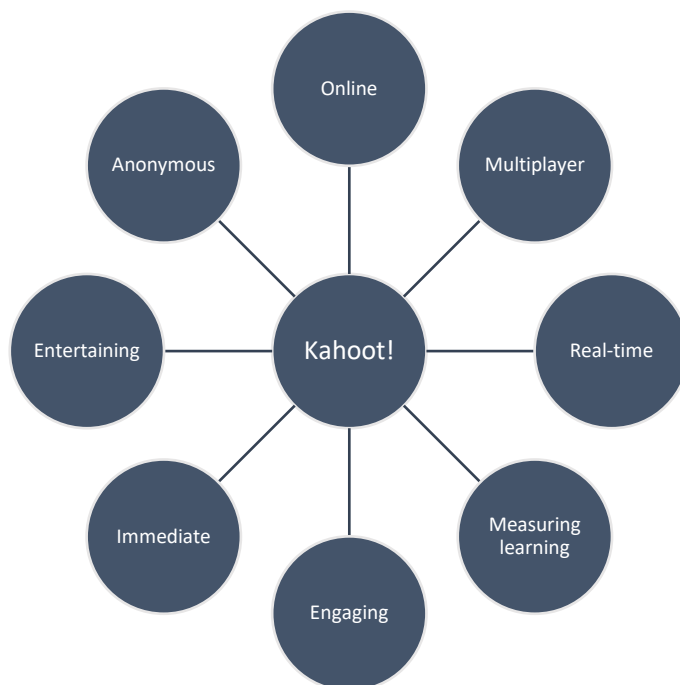 Online
Anonymous
Multiplayer
Entertaining
Kahoot!
Real-time
Immediate
Measuring
learning
Engaging